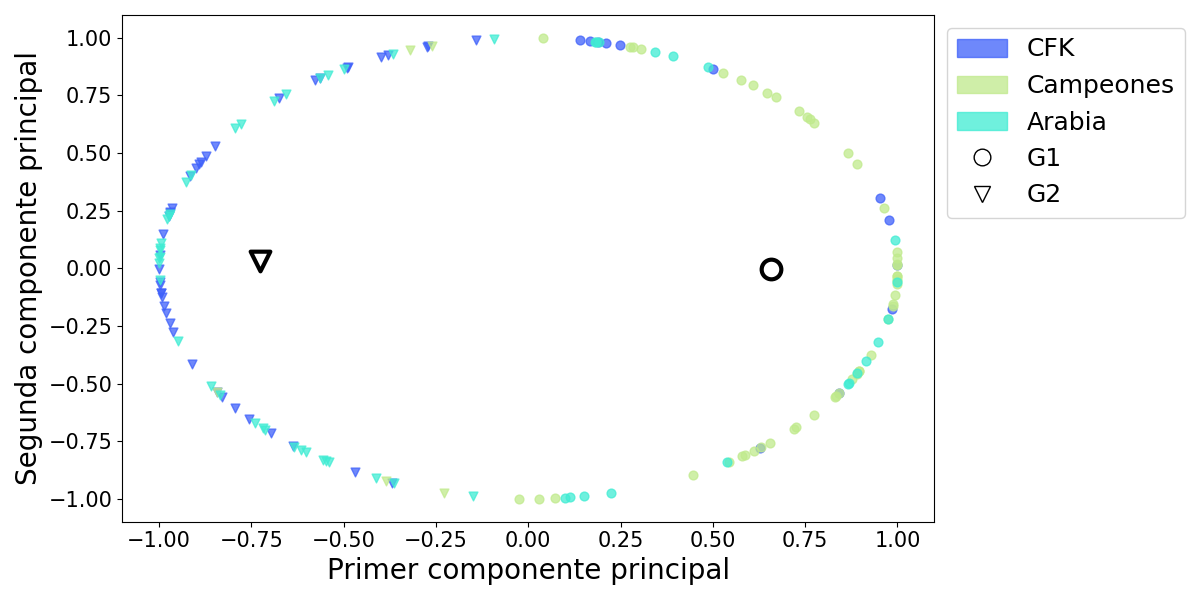 1.00
0.75
0.50
0.25
0.00
−0.25
−0.50
−0.75
−1.00
Segunda componente principal
−1.00 −0.75 −0.50 −0.25 0.00 0.25 0.50 0.75 1.00
Primer componente principal
CFK
Campeones
Arabia
G1
G2